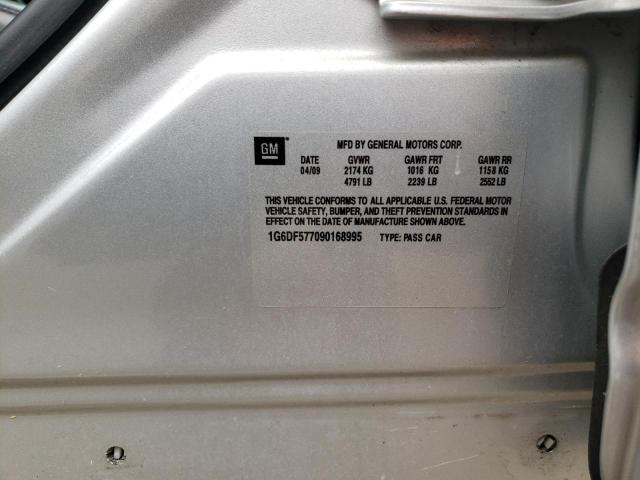 GM
MFD BY GENERAL MOTORS CORP.
DATE GVWR GAWR FRT GAWR RR
04/09 2174 KG 1016 KG 1158 KG
4791 LB 2239 LB 2552 LB
THIS VEHICLE CONFORMS TO ALL APPLICABLE U.S. FEDERAL MOTOR
VEHICLE SAFETY, BUMPER, AND THEFT PREVENTION STANDARDS IN
EFFECT ON THE DATE OF MANUFACTURE SHOWN ABOVE.
1G6DF577090168995 TYPE: PASS CAR